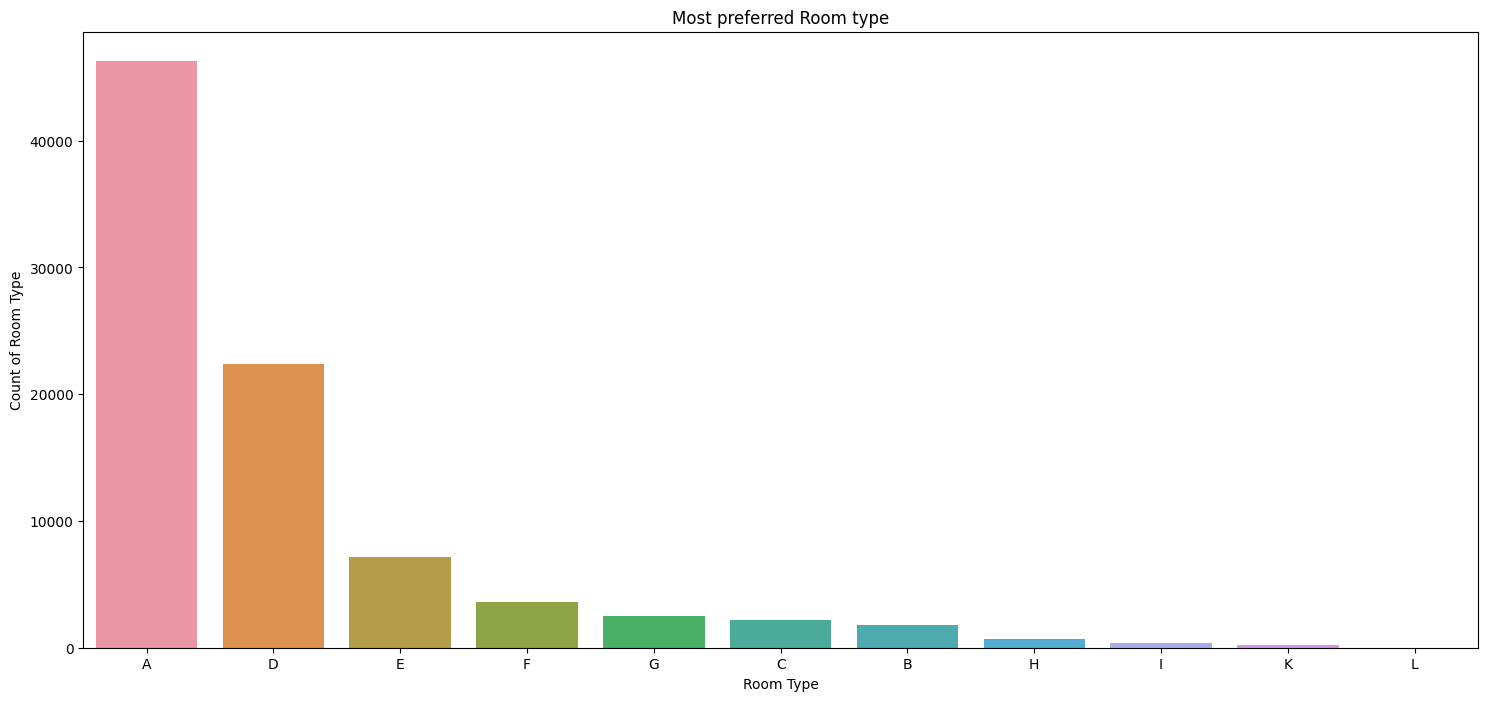 Most preferred Room type
Count of Room Type
40000
30000
20000
10000
0
A D E F G C B H I K L
Room Type